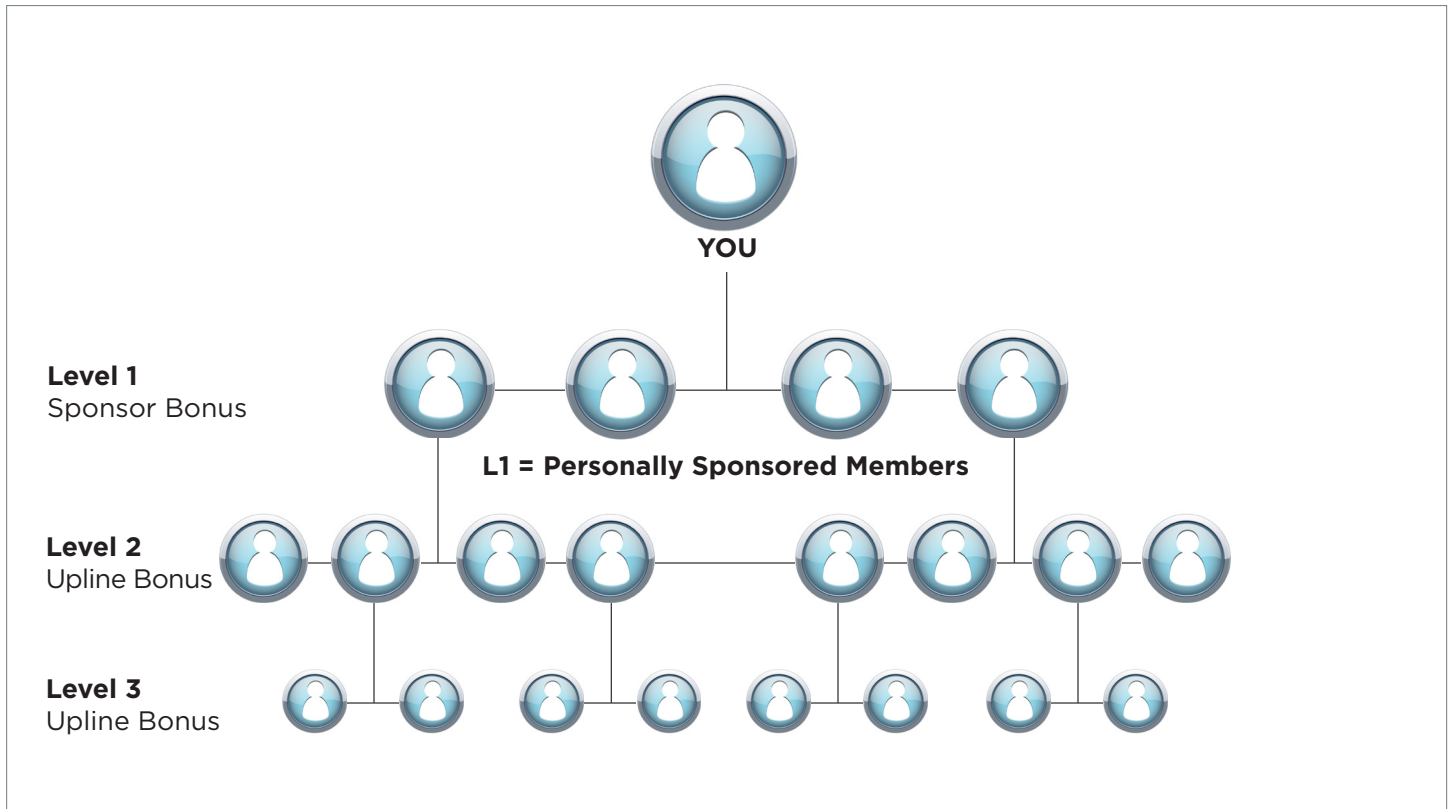 YOU
Level 1
Sponsor Bonus
L1 = Personally Sponsored Members
Level 2
Upline Bonus
Level 3
Upline Bonus